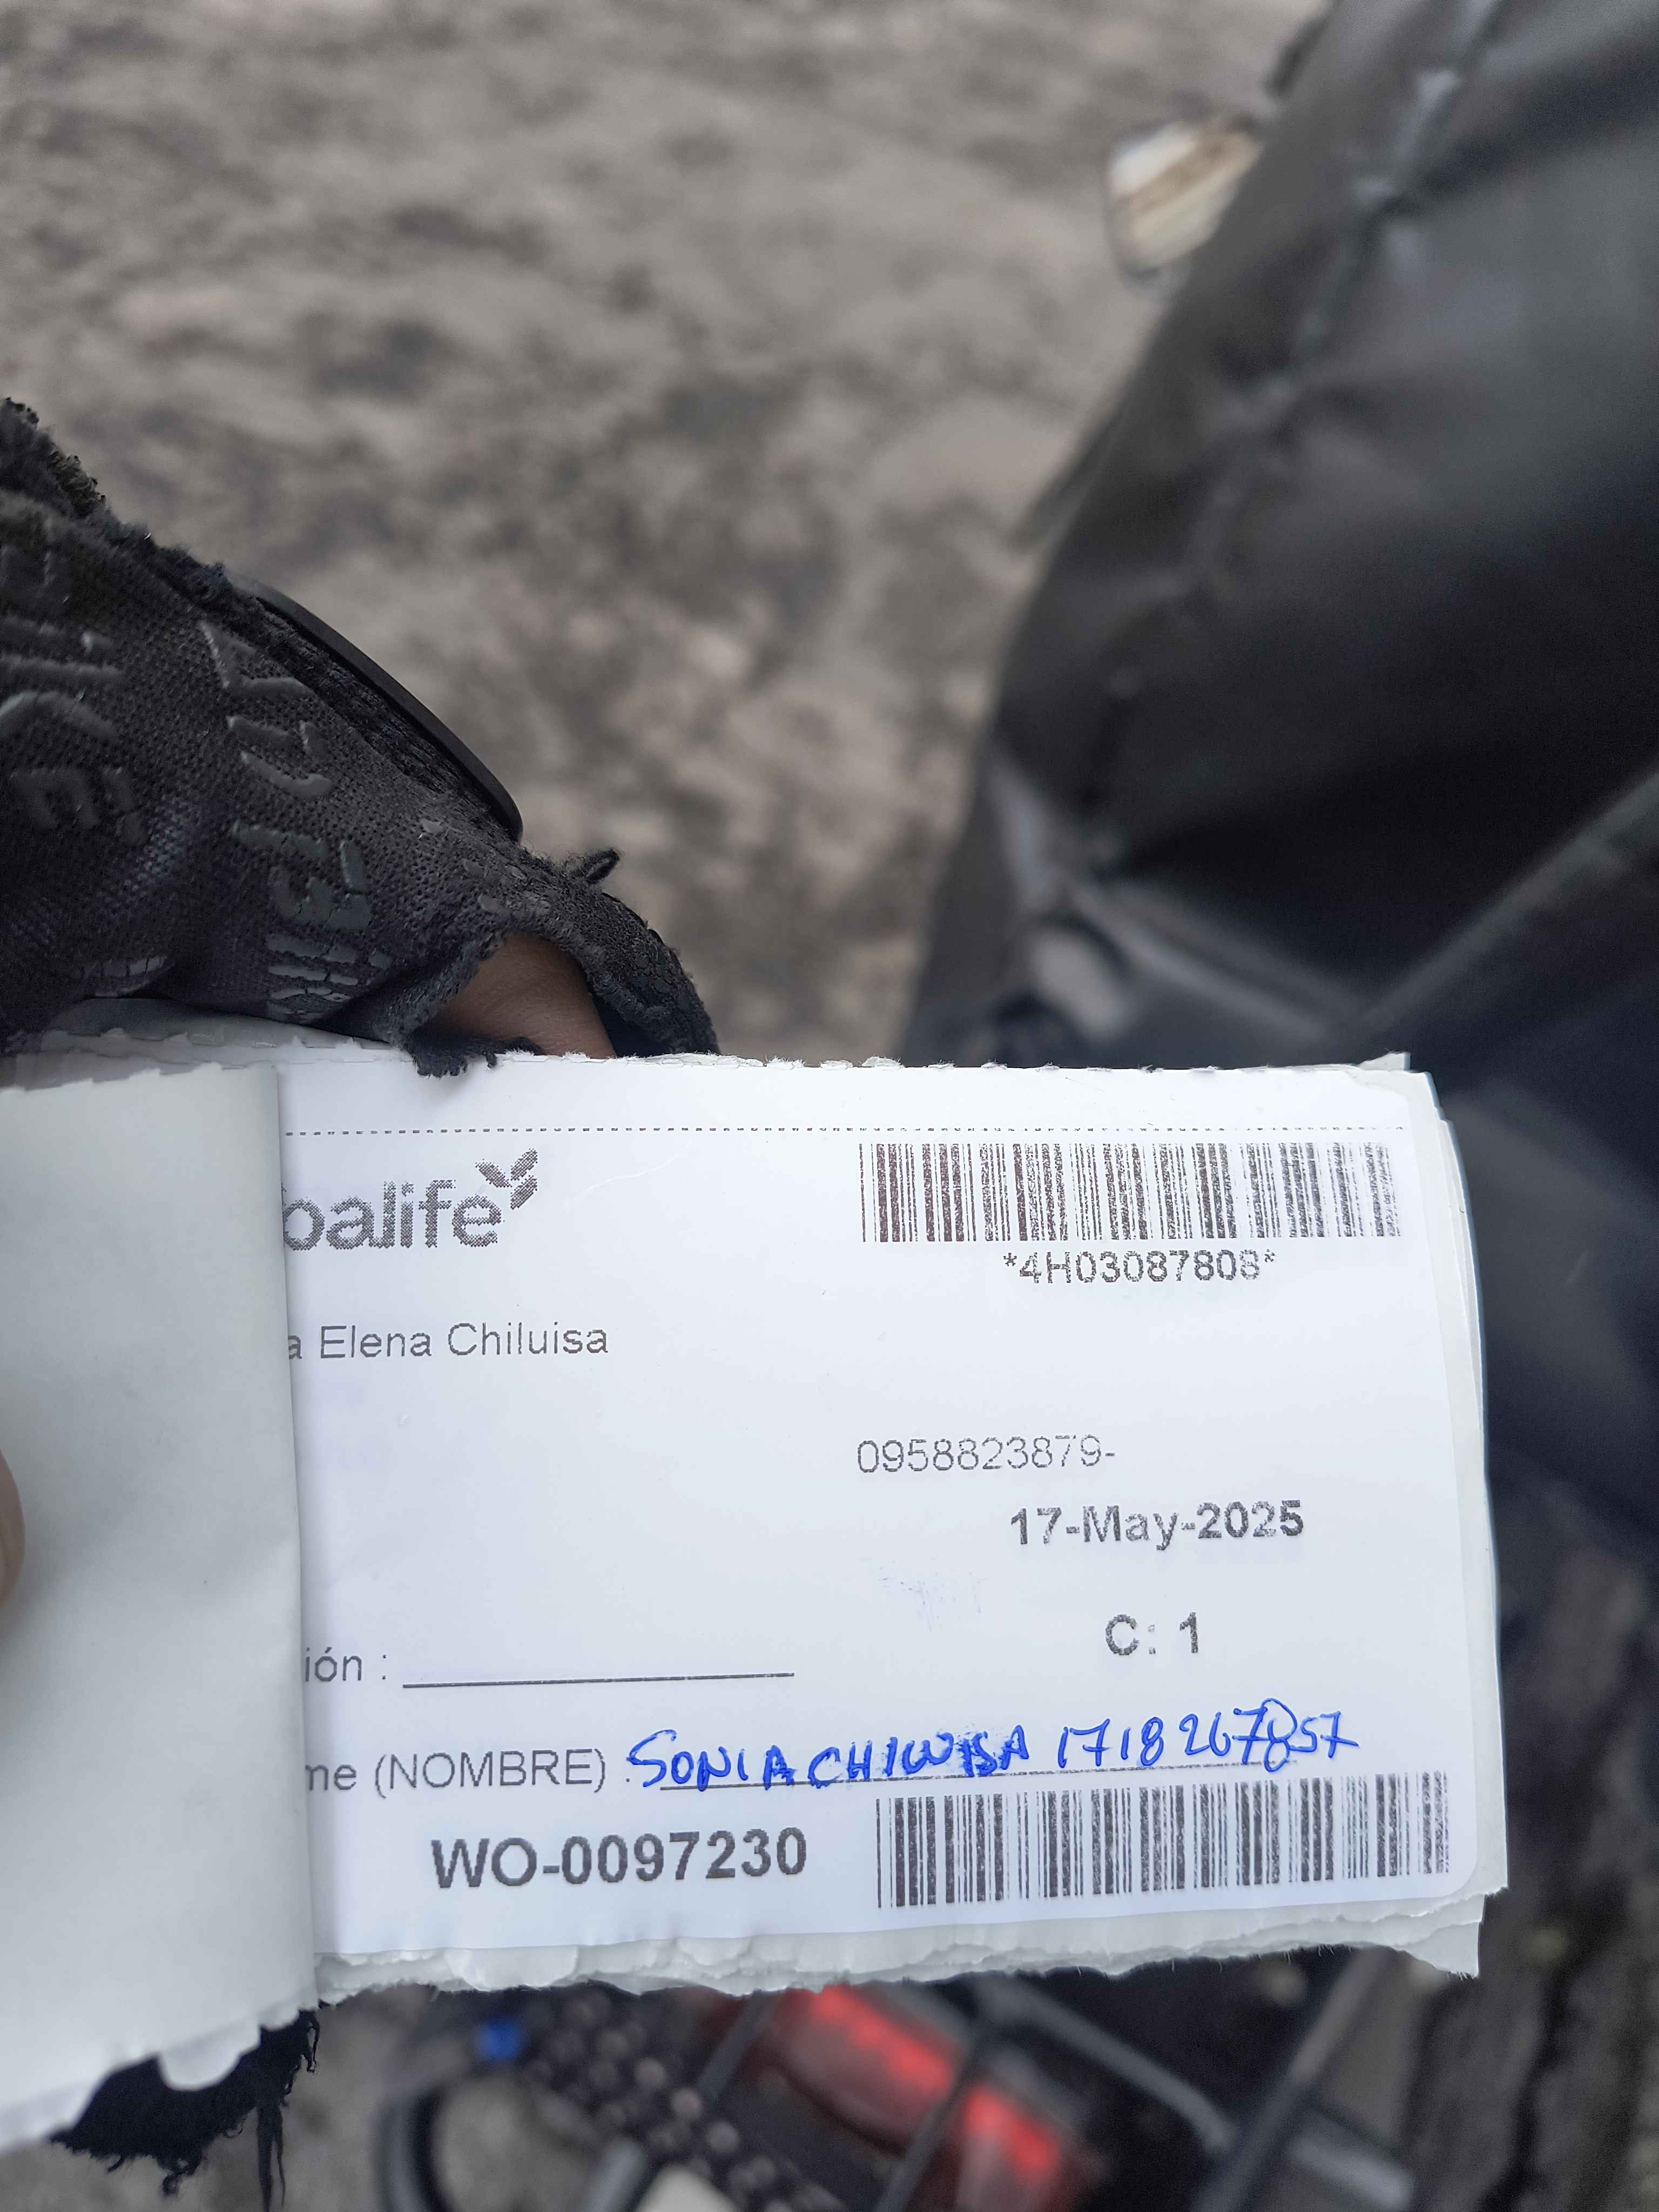 balife
*4H03087808*
a Elena Chiluisa
0958823879-
17-May-2025
C: 1
ión :
me (NOMBRE) : SONIA CHILUISA 1718267857
WO-0097230